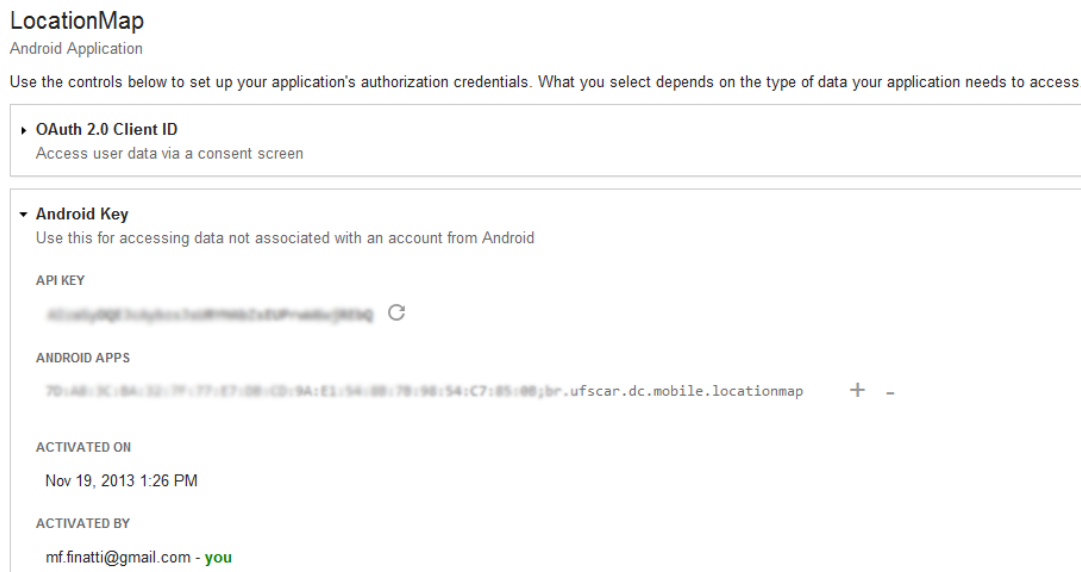 LocationMap
Android Application
Use the controls below to set up your application's authorization credentials. What you select depends on the type of data your application needs to access.
OAuth 2.0 Client ID
Access user data via a consent screen
Android Key
Use this for accessing data not associated with an account from Android
API KEY
ANDROID APPS
br.ufscar.dc.mobile.locationmap + -
ACTIVATED ON
Nov 19, 2013 1:26 PM
ACTIVATED BY
mf.finatti@gmail.com - you